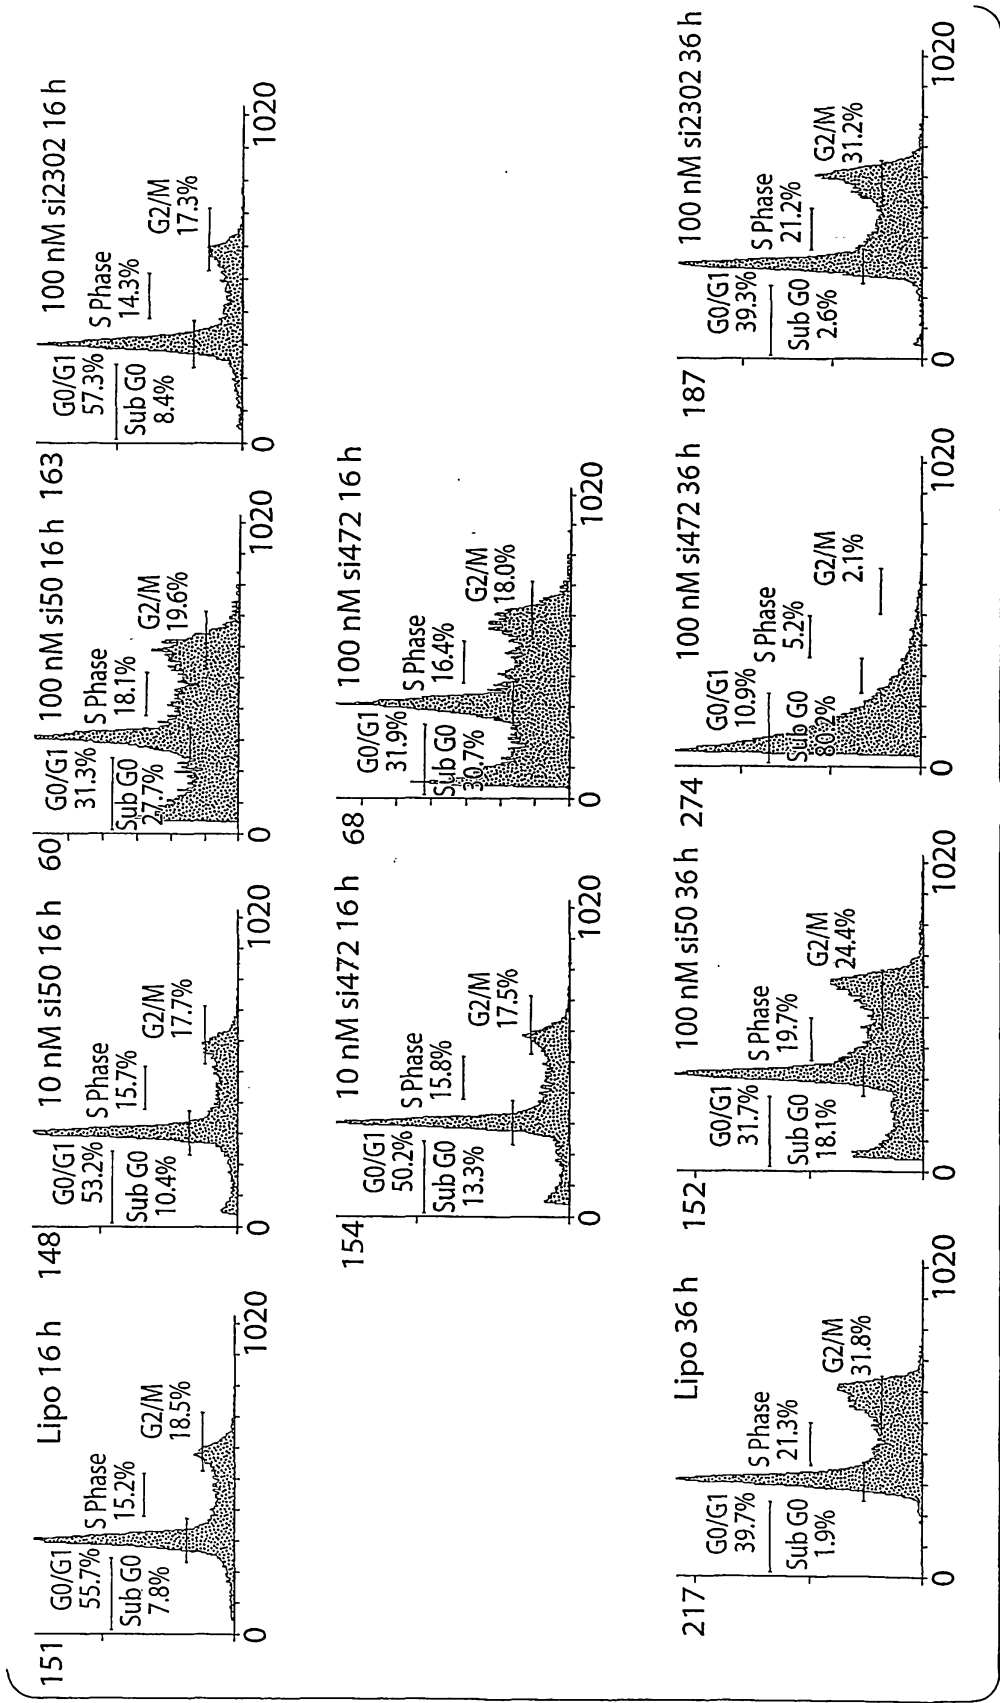 Lipo 16 h
151
G0/G1
55.7%
Sub G0
7.8%
S Phase
15.2%
G2/M
18.5%
0
1020
10 nM si50 16 h
148
G0/G1
53.2%
Sub G0
10.4%
S Phase
15.7%
G2/M
17.7%
0
1020
100 nM si50 16 h
60
G0/G1
31.3%
Sub G0
27.7%
S Phase
18.1%
G2/M
19.6%
0
1020
100 nM si2302 16 h
163
G0/G1
57.3%
Sub G0
8.4%
S Phase
14.3%
G2/M
17.3%
0
1020
10 nM si472 16 h
154
G0/G1
50.2%
Sub G0
13.3%
S Phase
15.8%
G2/M
17.5%
0
1020
100 nM si472 16 h
68
G0/G1
31.9%
Sub G0
30.7%
S Phase
16.4%
G2/M
18.0%
0
1020
Lipo 36 h
217
G0/G1
39.7%
Sub G0
1.9%
S Phase
21.3%
G2/M
31.8%
0
1020
100 nM si50 36 h
152
G0/G1
31.7%
Sub G0
18.1%
S Phase
19.7%
G2/M
24.4%
0
1020
100 nM si472 36 h
274
G0/G1
10.9%
Sub G0
80.2%
S Phase
5.2%
G2/M
2.1%
0
1020
100 nM si2302 36 h
187
G0/G1
39.3%
Sub G0
2.6%
S Phase
21.2%
G2/M
31.2%
0
1020